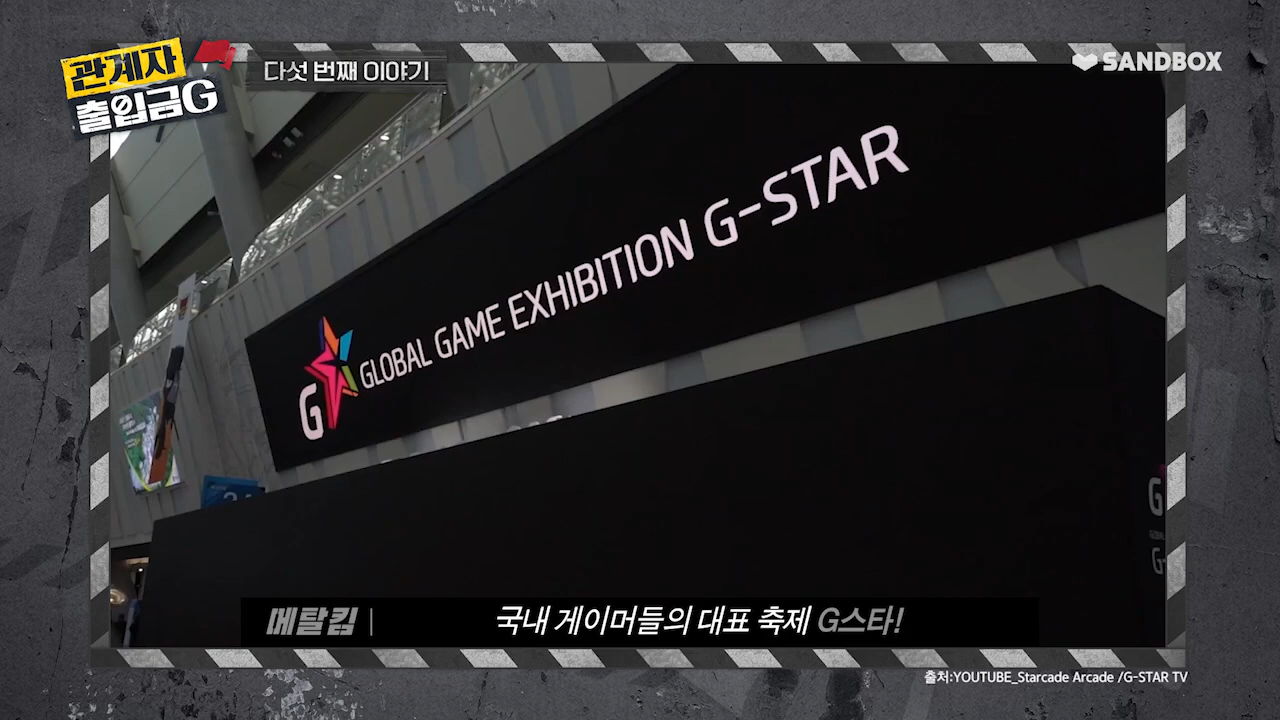 관계자
출입금G
다섯 번째 이야기
SANDBOX
GLOBAL GAME EXHIBITION G-STAR
G
G
G
메탈킴 | 국내 게이머들의 대표 축제 G스타!
출처:YOUTUBE_Starcade Arcade /G-STAR TV